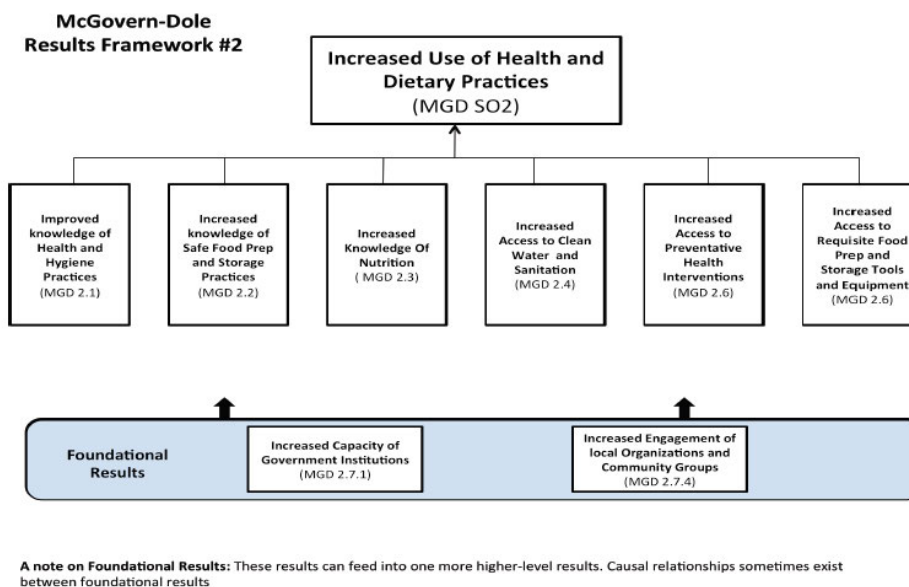 McGovern-Dole
Results Framework #2
Increased Use of Health and
Dietary Practices
(MGD SO2)
Improved
knowledge of
Health and
Hygiene
Practices
(MGD 2.1)
Increased
knowledge of
Safe Food Prep
and Storage
Practices
(MGD 2.2)
Increased
Knowledge Of
Nutrition
( MGD 2.3)
Increased
Access to Clean
Water and
Sanitation
(MGD 2.4)
Increased
Access to
Preventative
Health
Interventions
(MGD 2.6)
Increased
Access to
Requisite Food
Prep and
Storage Tools
and Equipment
(MGD 2.6)
Foundational
Results
Increased Capacity of
Government Institutions
(MGD 2.7.1)
Increased Engagement of
local Organizations and
Community Groups
(MGD 2.7.4)
A note on Foundational Results: These results can feed into one more higher-level results. Causal relationships sometimes exist
between foundational results